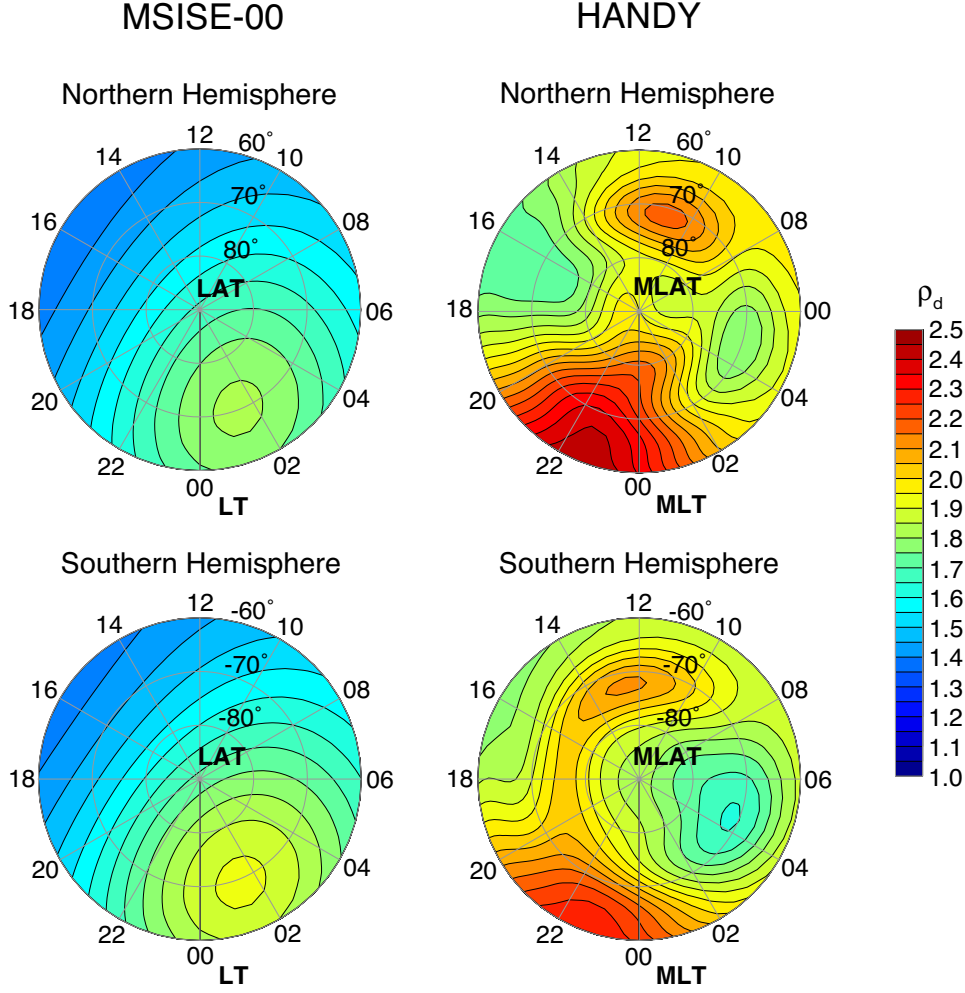 MSISE-00 HANDY
Northern Hemisphere Northern Hemisphere
12 60° 12 60°
14 10 14 10
70° 70°
16 08 16 08
80° 80°
LAT MLAT
18 06 18 00
20 04 20 04
22 02 22 02
00 00
LT MLT
ρd
2.5
2.4
2.3
2.2
2.1
2.0
1.9
1.8
1.7
1.6
1.5
1.4
1.3
1.2
1.1
1.0
Southern Hemisphere Southern Hemisphere
12 -60° 12 -60°
14 10 14 10
-70° -70°
16 08 16 08
-80° -80°
LAT MLAT
18 06 18 06
20 04 20 04
22 02 22 02
00 00
LT MLT